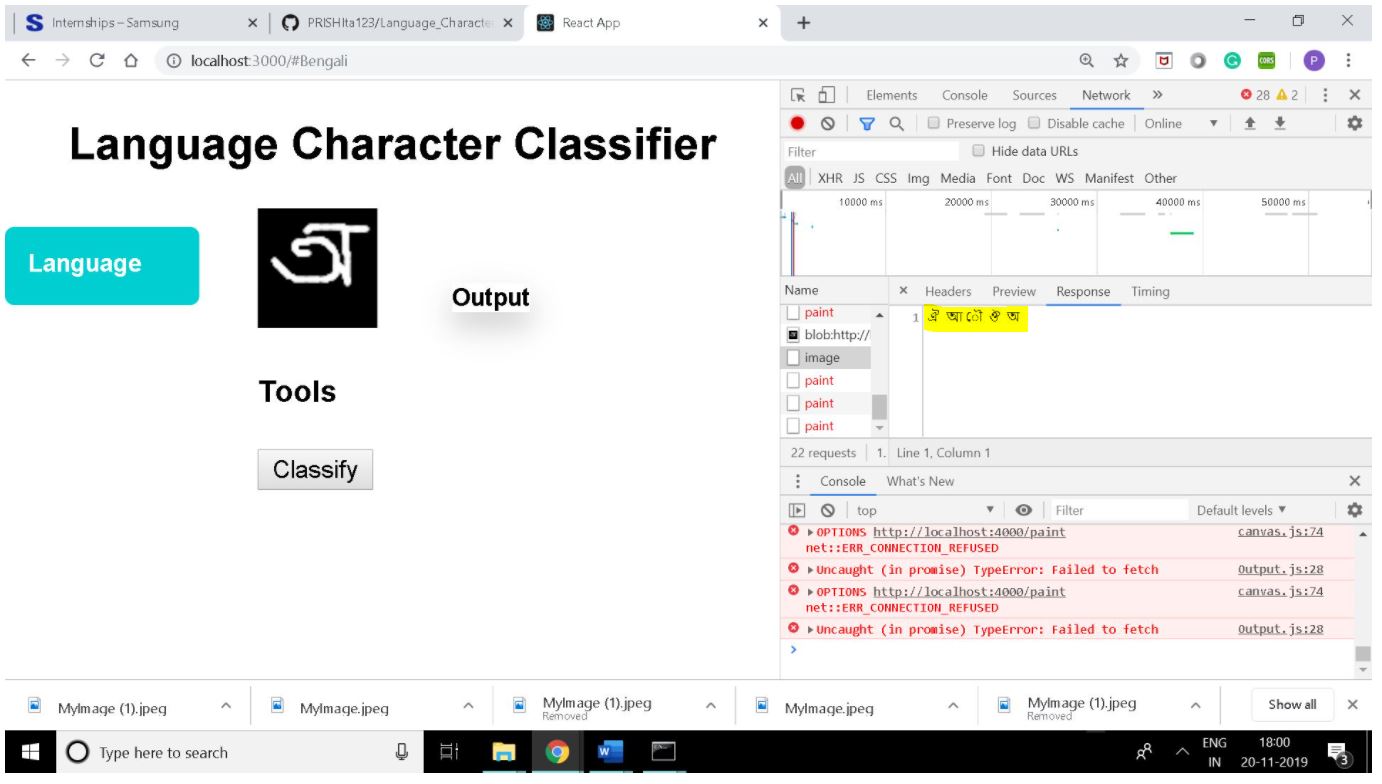 Internships – Samsung
PRISHIta123/Language_Characte
React App
localhost:3000/#Bengali
CORS
P
Elements Console Sources Network 28 2
Preserve log Disable cache Online
Filter Hide data URLs
All XHR JS CSS Img Media Font Doc WS Manifest Other
10000 ms 20000 ms 30000 ms 40000 ms 50000 ms
Language Character Classifier
Language
অ
Output
Tools
Classify
Name
paint
blob:http://
image
paint
paint
paint
Headers Preview Response Timing
1 ঐ আ ৌ ঔ অ
22 requests 1. Line 1, Column 1
Console What's New
top Filter Default levels
OPTIONS http://localhost:4000/paint canvas.js:74
net::ERR_CONNECTION_REFUSED
Uncaught (in promise) TypeError: Failed to fetch Output.js:28
OPTIONS http://localhost:4000/paint canvas.js:74
net::ERR_CONNECTION_REFUSED
Uncaught (in promise) TypeError: Failed to fetch Output.js:28
MyImage (1).jpeg
MyImage.jpeg
MyImage (1).jpeg
Removed
MyImage.jpeg
MyImage (1).jpeg
Removed
Show all
Type here to search
ENG
IN
18:00
20-11-2019
3